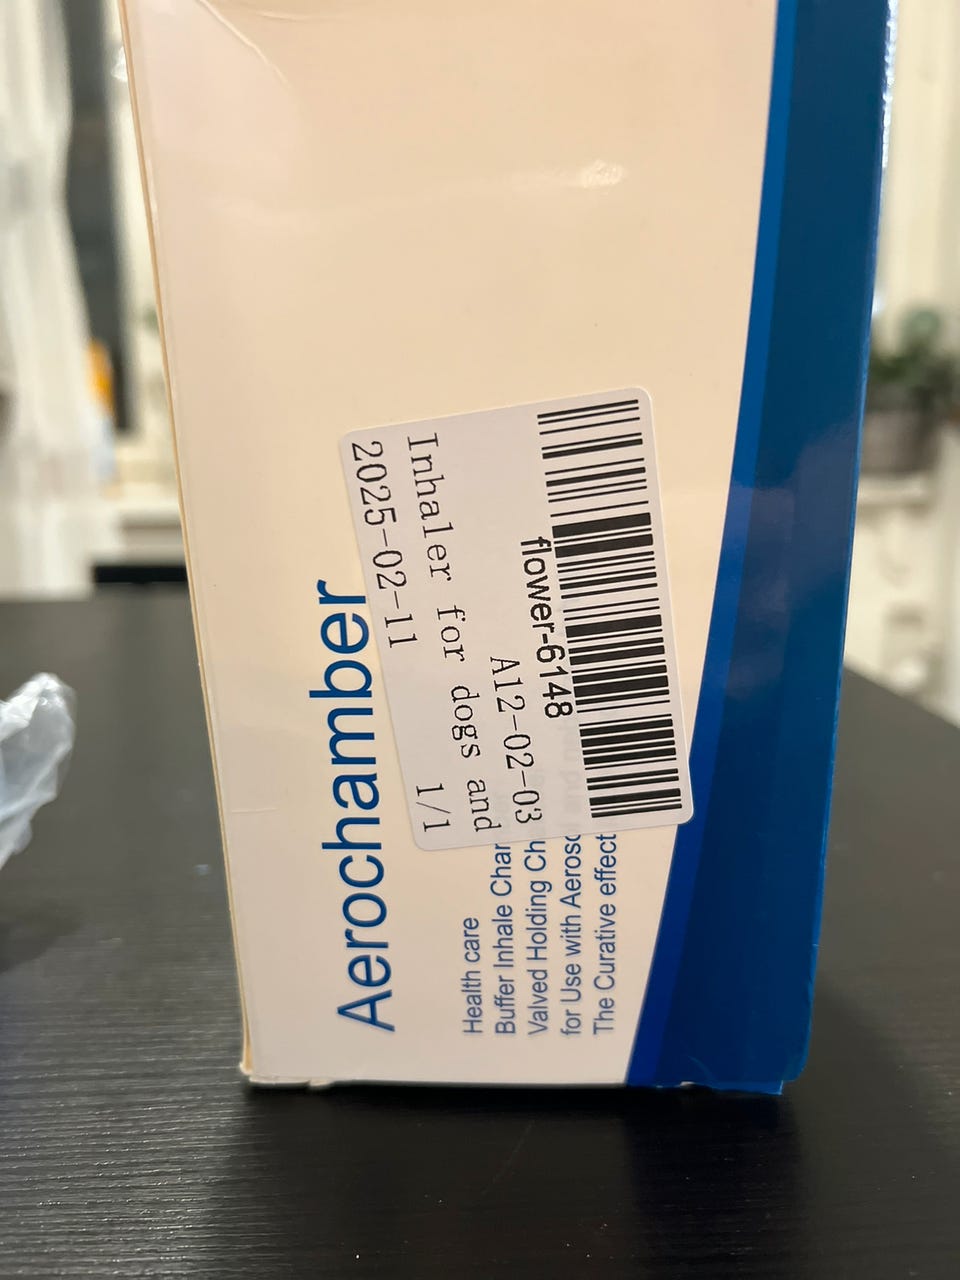 Aerochamber
Health care
Buffer Inhale Char
Valved Holding Ch
for Use with Aeroso
The Curative effect
flower-6148
A12-02-03
Inhaler for dogs and
2025-02-11 1/1